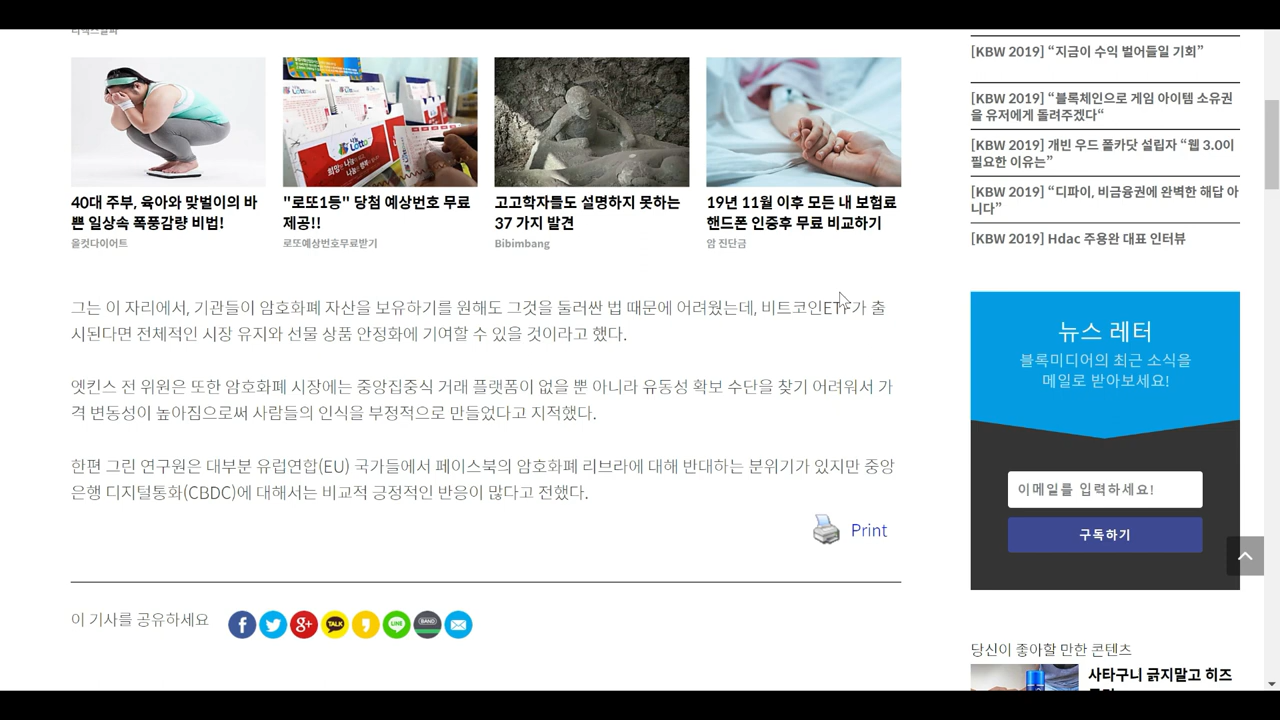 40대 주부, 육아와 맞벌이의 바
쁜 일상속 폭풍감량 비법!
올컷다이어트
"로또1등" 당첨 예상번호 무료
제공!!
로또예상번호무료받기
고고학자들도 설명하지 못하는
37 가지 발견
Bibimbang
19년 11월 이후 모든 내 보험료
핸드폰 인증후 무료 비교하기
암 진단금
그는 이 자리에서, 기관들이 암호화폐 자산을 보유하기를 원해도 그것을 둘러싼 법 때문에 어려웠는데, 비트코인ETF가 출
시된다면 전체적인 시장 유지와 선물 상품 안정화에 기여할 수 있을 것이라고 했다.
엣킨스 전 위원은 또한 암호화폐 시장에는 중앙집중식 거래 플랫폼이 없을 뿐 아니라 유동성 확보 수단을 찾기 어려워서 가
격 변동성이 높아짐으로써 사람들의 인식을 부정적으로 만들었다고 지적했다.
한편 그린 연구원은 대부분 유럽연합(EU) 국가들에서 페이스북의 암호화폐 리브라에 대해 반대하는 분위기가 있지만 중앙
은행 디지털통화(CBDC)에 대해서는 비교적 긍정적인 반응이 많다고 전했다.
Print
이 기사를 공유하세요
TALK
LINE
BAND
[KBW 2019] “지금이 수익 벌어들일 기회”
[KBW 2019] “블록체인으로 게임 아이템 소유권
을 유저에게 돌려주겠다“
[KBW 2019] 개빈 우드 폴카닷 설립자 “웹 3.0이
필요한 이유는”
[KBW 2019] “디파이, 비금융권에 완벽한 해답 아
니다”
[KBW 2019] Hdac 주용완 대표 인터뷰
뉴스 레터
블록미디어의 최근 소식을
메일로 받아보세요!
이메일를 입력하세요!
구독하기
당신이 좋아할 만한 콘텐츠
사타구니 긁지말고 히즈